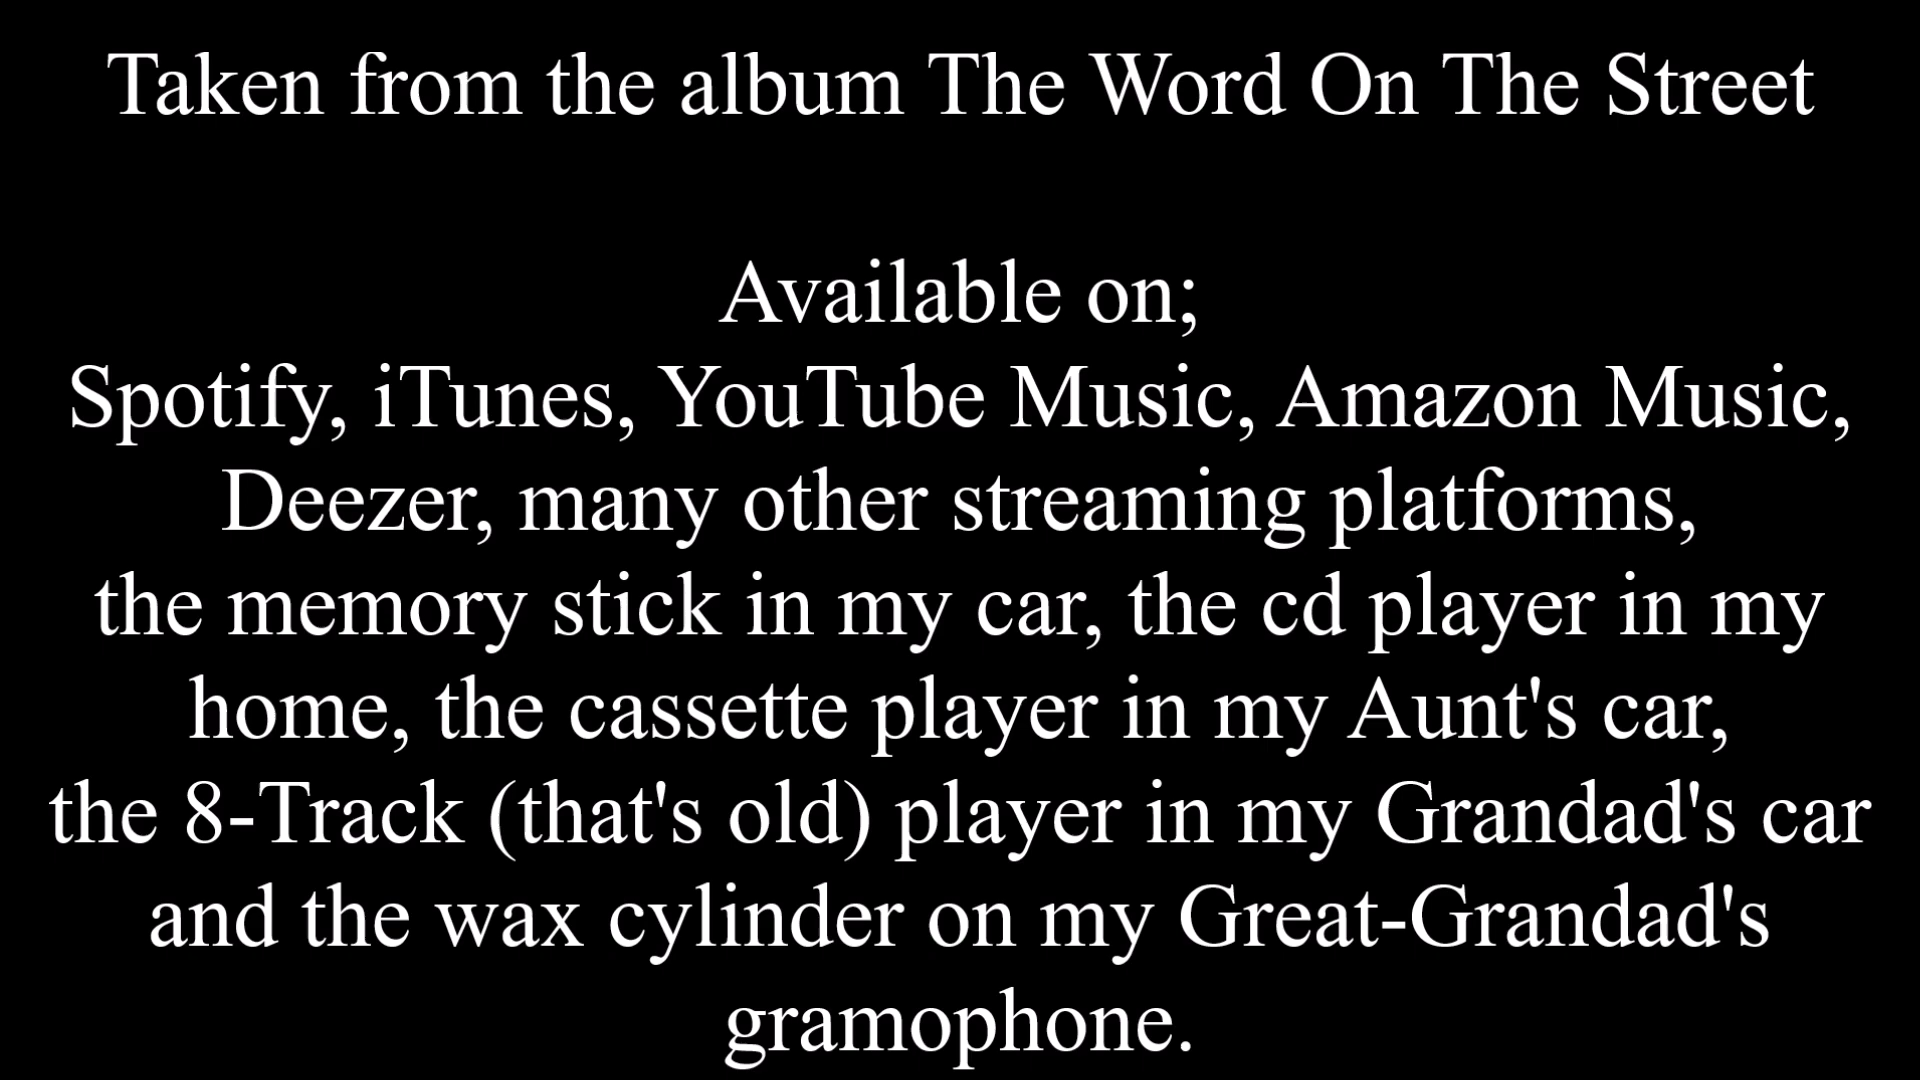 Taken from the album The Word On The Street
Available on;
Spotify, iTunes, YouTube Music, Amazon Music,
Deezer, many other streaming platforms,
the memory stick in my car, the cd player in my
home, the cassette player in my Aunt's car,
the 8-Track (that's old) player in my Grandad's car
and the wax cylinder on my Great-Grandad's
gramophone.